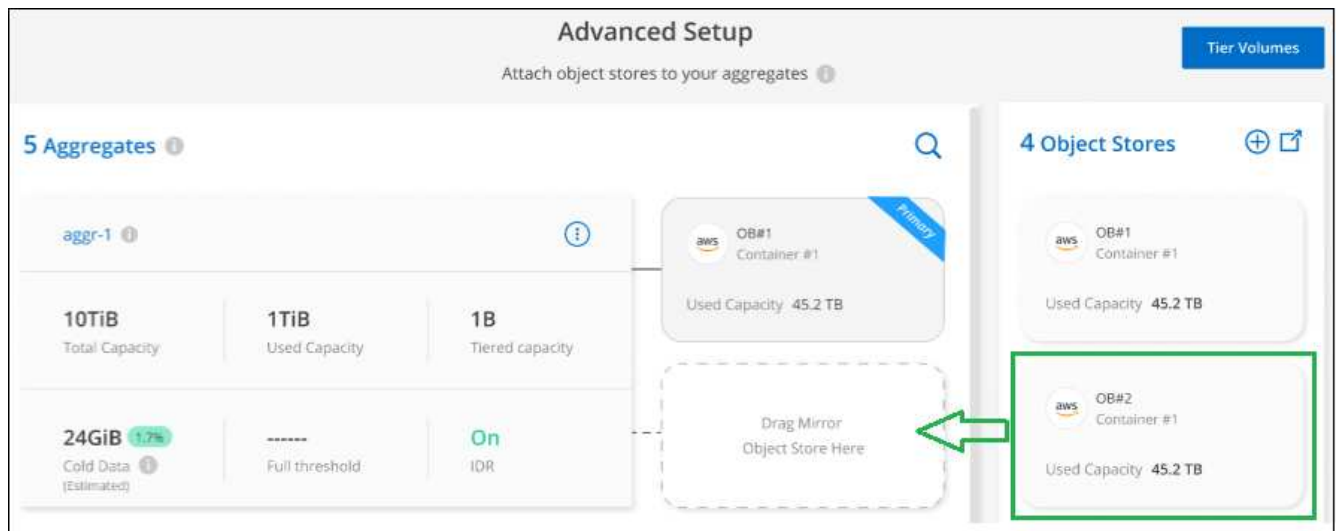 Advanced Setup
Tier Volumes
Attach object stores to your aggregates
5 Aggregates
4 Object Stores
aggr-1
10TiB
Total Capacity
1TiB
Used Capacity
1B
Tiered capacity
24GiB 1.7%
Cold Data
(Estimated)
------
Full threshold
On
IDR
Primary
aws
OB#1
Container #1
Used Capacity 45.2 TB
Drag Mirror
Object Store Here
aws
OB#1
Container #1
Used Capacity 45.2 TB
aws
OB#2
Container #1
Used Capacity 45.2 TB